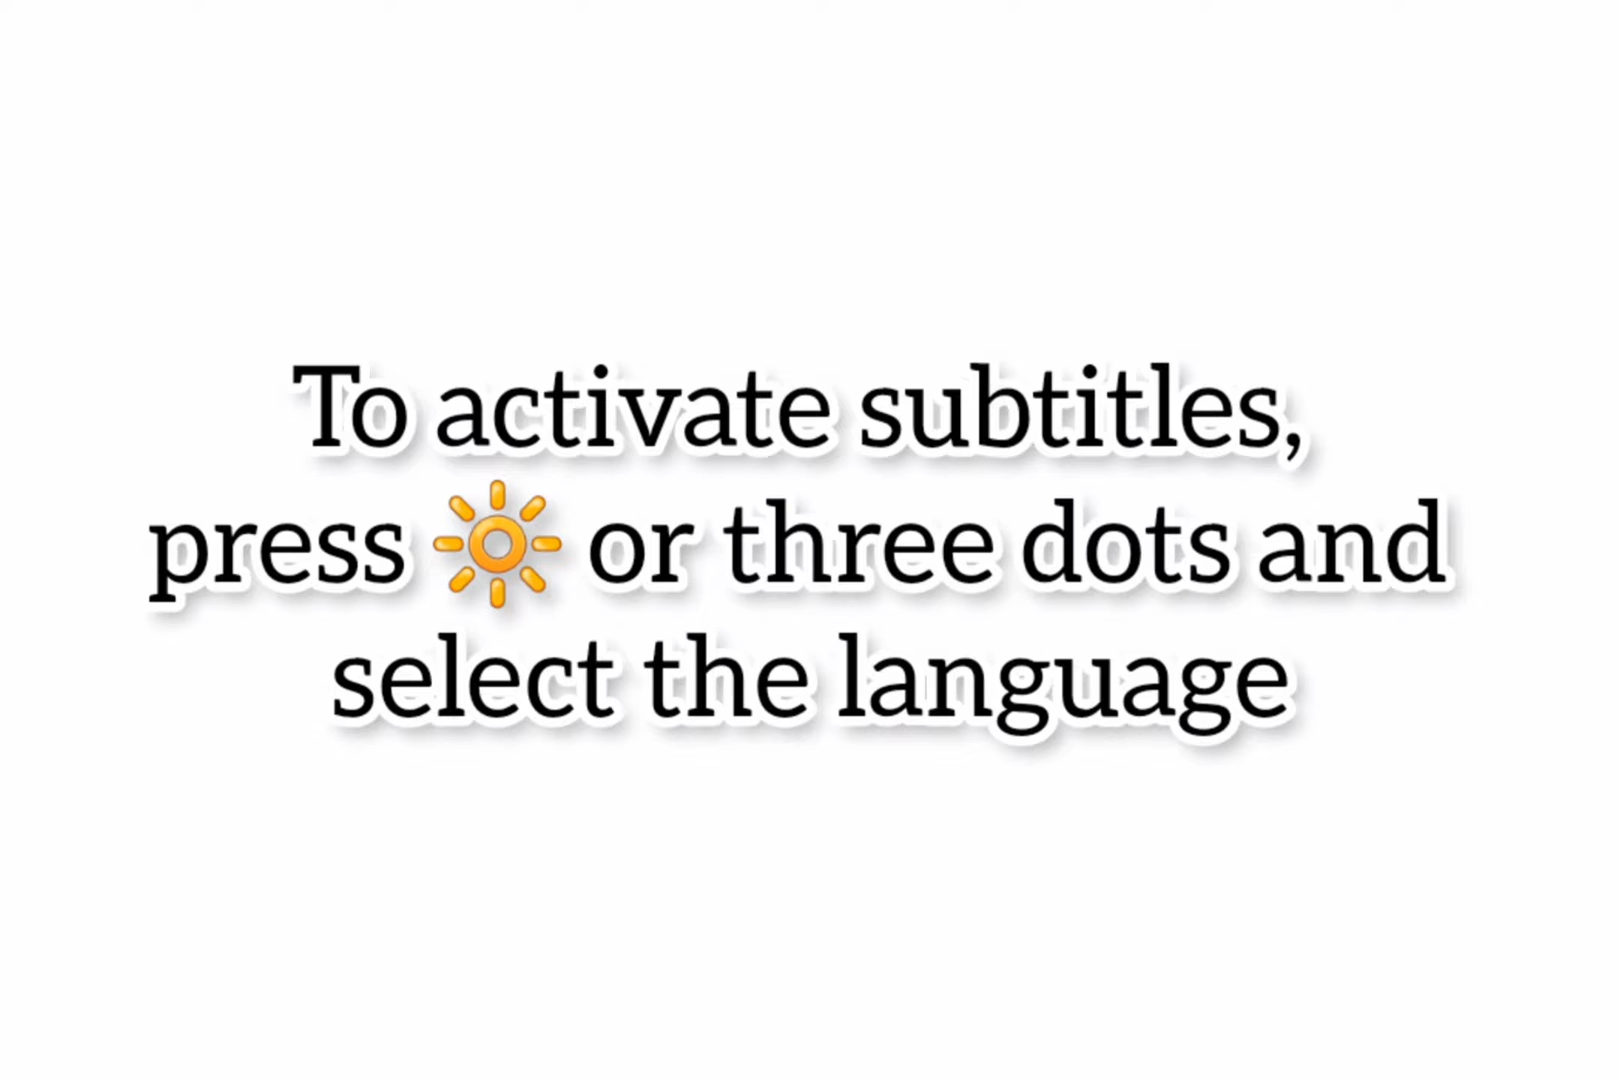 To activate subtitles,
press 🔆 or three dots and
select the language